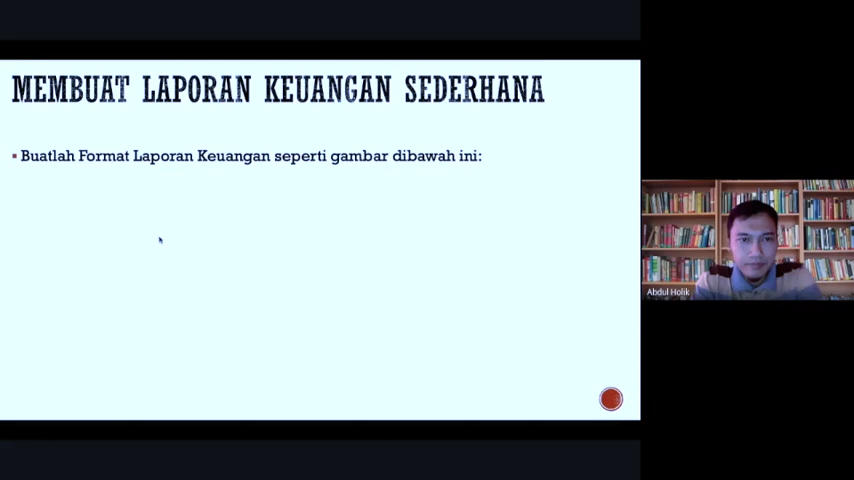 MEMBUAT LAPORAN KEUANGAN SEDERHANA
Buatlah Format Laporan Keuangan seperti gambar dibawah ini:
Abdul Holik